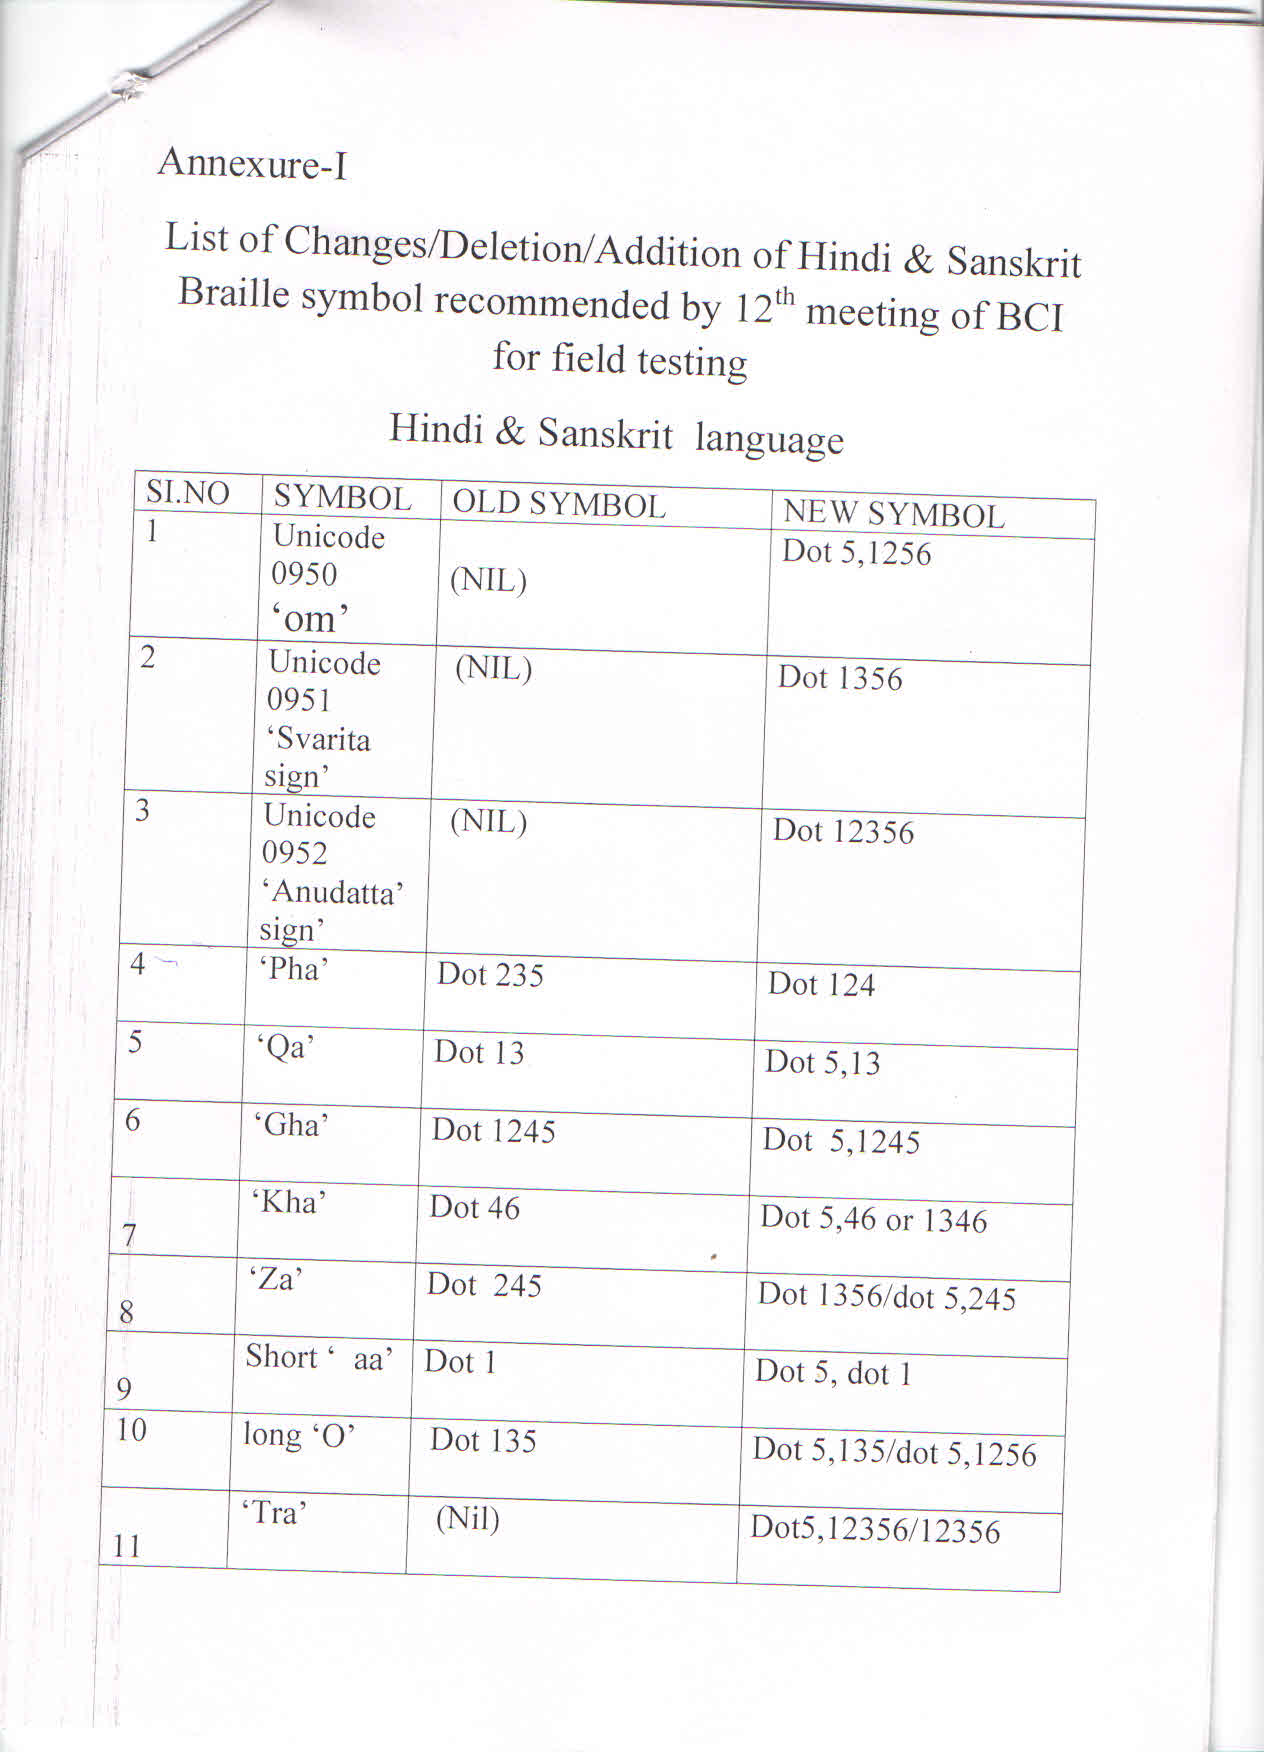 Annexure-I
List of Changes/Deletion/Addition of Hindi & Sanskrit
Braille symbol recommended by 12th meeting of BCI
for field testing
Hindi & Sanskrit language
SI.NO SYMBOL OLD SYMBOL NEW SYMBOL
1 Unicode 0950 ‘om’ (NIL) Dot 5,1256
2 Unicode 0951 ‘Svarita sign’ (NIL) Dot 1356
3 Unicode 0952 ‘Anudatta’ sign’ (NIL) Dot 12356
4 ‘Pha’ Dot 235 Dot 124
5 ‘Qa’ Dot 13 Dot 5,13
6 ‘Gha’ Dot 1245 Dot 5,1245
7 ‘Kha’ Dot 46 Dot 5,46 or 1346
8 ‘Za’ Dot 245 Dot 1356/dot 5,245
9 Short ‘ aa’ Dot 1 Dot 5, dot 1
10 long ‘O’ Dot 135 Dot 5,135/dot 5,1256
11 ‘Tra’ (Nil) Dot5,12356/12356